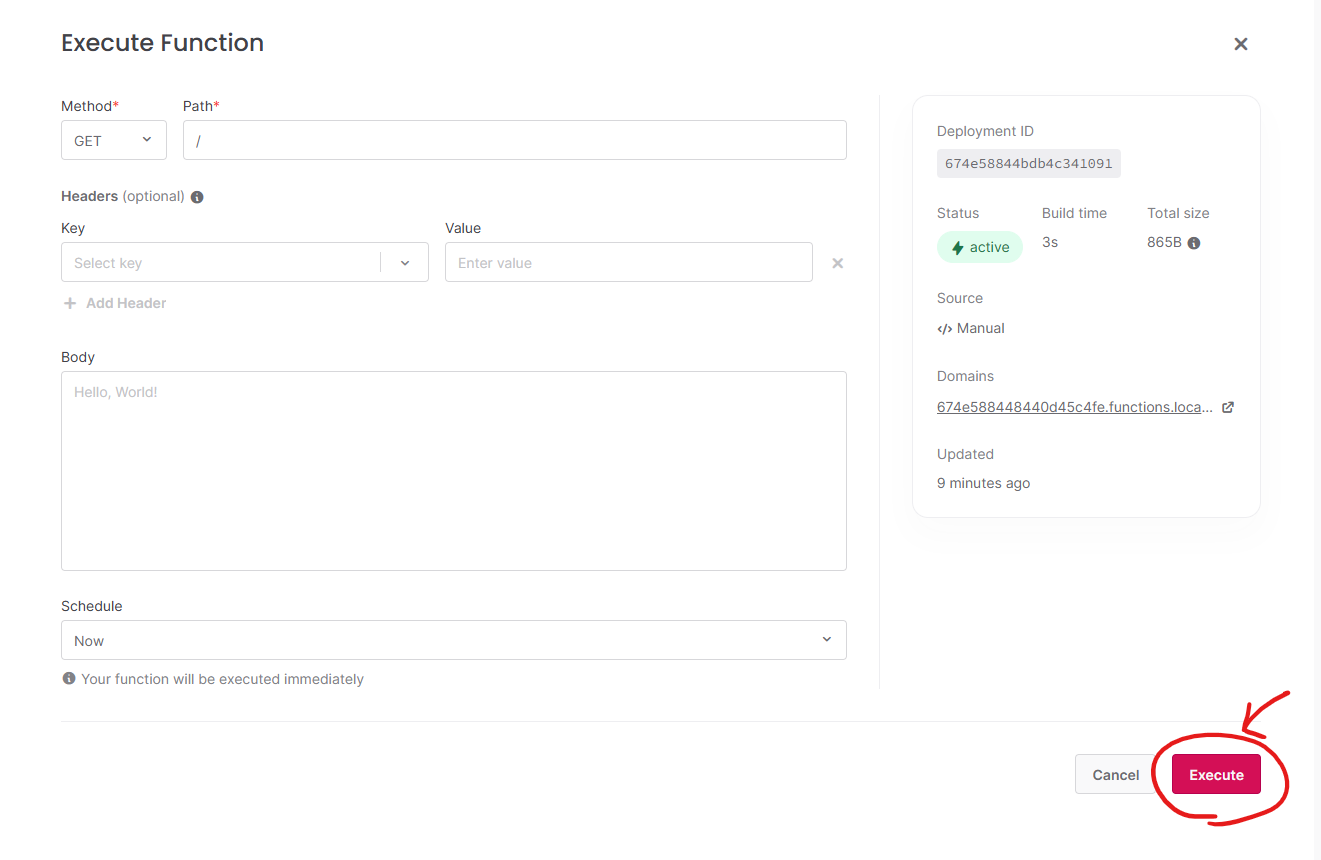 Execute Function
Method* Path*
GET /
Headers (optional)
Key Value
Select key Enter value
Add Header
Body
Hello, World!
Schedule
Now
Your function will be executed immediately
Deployment ID
674e58844bdb4c341091
Status Build time Total size
active 3s 865B
Source
</> Manual
Domains
674e588448440d45c4fe.functions.loca...
Updated
9 minutes ago
Cancel Execute